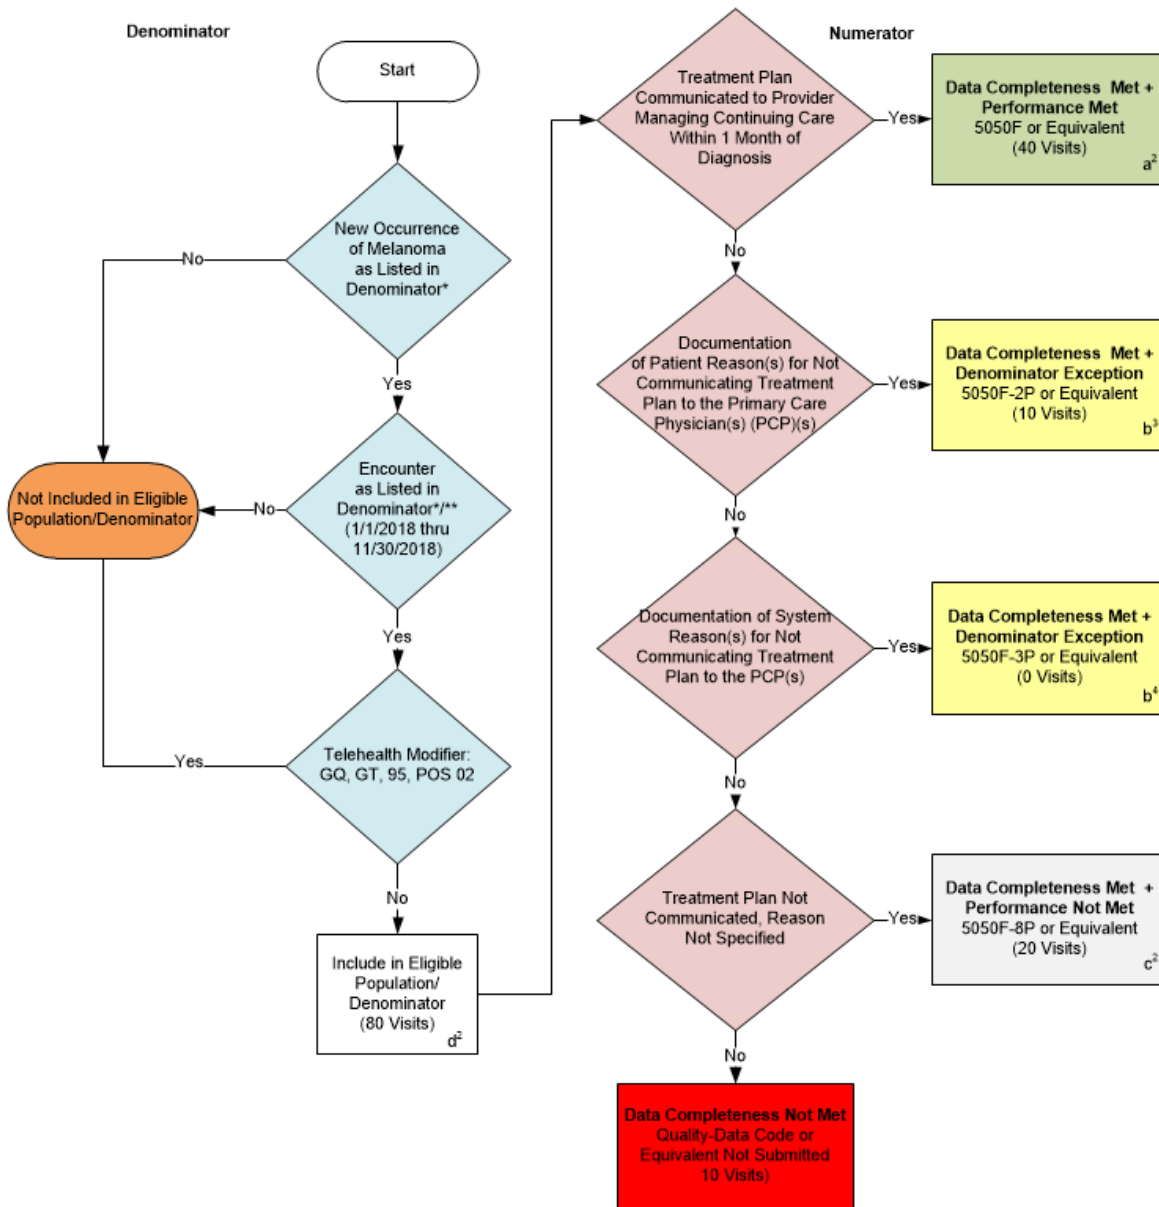 Denominator
Start
New Occurrence
of Melanoma
as Listed in
Denominator*
No
Yes
Encounter
as Listed in
Denominator*/**
(1/1/2018 thru
11/30/2018)
No
Not Included in Eligible
Population/Denominator
Yes
Telehealth Modifier:
GQ, GT, 95, POS 02
Yes
No
Include in Eligible
Population/
Denominator
(80 Visits)
d²
Numerator
Treatment Plan
Communicated to Provider
Managing Continuing Care
Within 1 Month of
Diagnosis
Yes
Data Completeness Met +
Performance Met
5050F or Equivalent
(40 Visits)
a²
No
Documentation
of Patient Reason(s) for Not
Communicating Treatment
Plan to the Primary Care
Physician(s) (PCP)(s)
Yes
Data Completeness Met +
Denominator Exception
5050F-2P or Equivalent
(10 Visits)
b³
No
Documentation of System
Reason(s) for Not
Communicating Treatment
Plan to the PCP(s)
Yes
Data Completeness Met +
Denominator Exception
5050F-3P or Equivalent
(0 Visits)
b⁴
No
Treatment Plan Not
Communicated, Reason
Not Specified
Yes
Data Completeness Met +
Performance Not Met
5050F-8P or Equivalent
(20 Visits)
c²
No
Data Completeness Not Met
Quality-Data Code or
Equivalent Not Submitted
10 Visits)